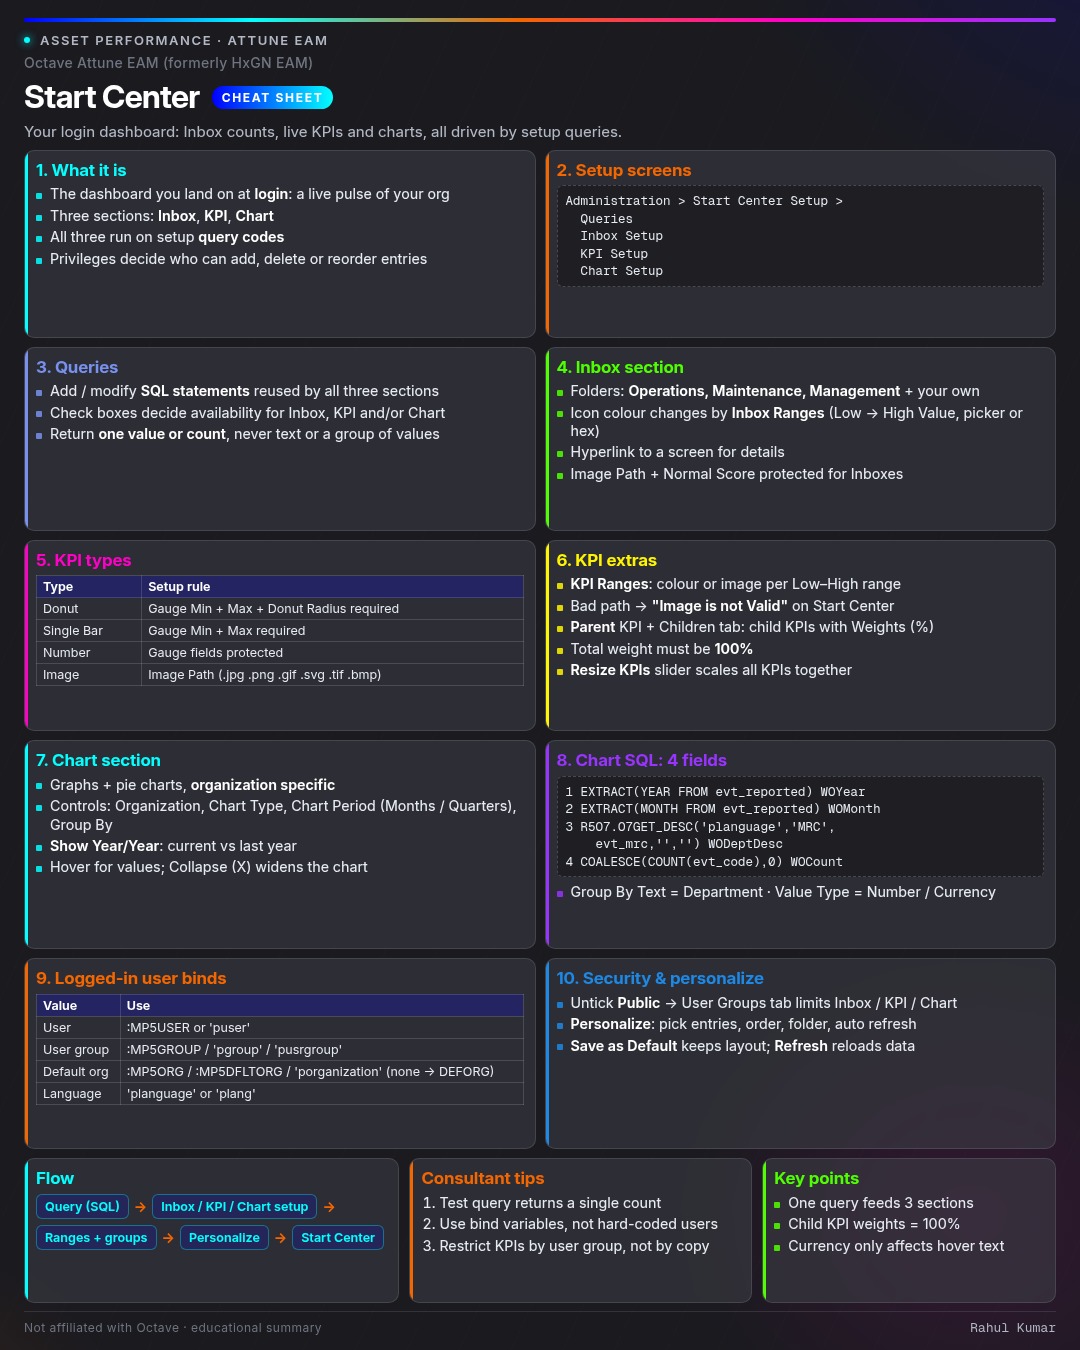 ASSET PERFORMANCE · ATTUNE EAM
Octave Attune EAM (formerly HxGN EAM)
Start Center CHEAT SHEET
Your login dashboard: Inbox counts, live KPIs and charts, all driven by setup queries.
1. What it is
The dashboard you land on at login: a live pulse of your org
Three sections: Inbox, KPI, Chart
All three run on setup query codes
Privileges decide who can add, delete or reorder entries
2. Setup screens
Administration > Start Center Setup >
Queries
Inbox Setup
KPI Setup
Chart Setup
3. Queries
Add / modify SQL statements reused by all three sections
Check boxes decide availability for Inbox, KPI and/or Chart
Return one value or count, never text or a group of values
4. Inbox section
Folders: Operations, Maintenance, Management + your own
Icon colour changes by Inbox Ranges (Low → High Value, picker or
hex)
Hyperlink to a screen for details
Image Path + Normal Score protected for Inboxes
5. KPI types
Type Setup rule
Donut Gauge Min + Max + Donut Radius required
Single Bar Gauge Min + Max required
Number Gauge fields protected
Image Image Path (.jpg .png .gif .svg .tif .bmp)
6. KPI extras
KPI Ranges: colour or image per Low–High range
Bad path → "Image is not Valid" on Start Center
Parent KPI + Children tab: child KPIs with Weights (%)
Total weight must be 100%
Resize KPIs slider scales all KPIs together
7. Chart section
Graphs + pie charts, organization specific
Controls: Organization, Chart Type, Chart Period (Months / Quarters),
Group By
Show Year/Year: current vs last year
Hover for values; Collapse (X) widens the chart
8. Chart SQL: 4 fields
1 EXTRACT(YEAR FROM evt_reported) WOYear
2 EXTRACT(MONTH FROM evt_reported) WOMonth
3 R5O7.O7GET_DESC('planguage','MRC',
evt_mrc,'','') WODeptDesc
4 COALESCE(COUNT(evt_code),0) WOCount
Group By Text = Department · Value Type = Number / Currency
9. Logged-in user binds
Value Use
User :MP5USER or 'puser'
User group :MP5GROUP / 'pgroup' / 'pusrgroup'
Default org :MP5ORG / :MP5DFLTORG / 'porganization' (none → DEFORG)
Language 'planguage' or 'plang'
10. Security & personalize
Untick Public → User Groups tab limits Inbox / KPI / Chart
Personalize: pick entries, order, folder, auto refresh
Save as Default keeps layout; Refresh reloads data
Flow
Query (SQL) → Inbox / KPI / Chart setup →
Ranges + groups → Personalize → Start Center
Consultant tips
1. Test query returns a single count
2. Use bind variables, not hard-coded users
3. Restrict KPIs by user group, not by copy
Key points
One query feeds 3 sections
Child KPI weights = 100%
Currency only affects hover text
Not affiliated with Octave · educational summary
Rahul Kumar